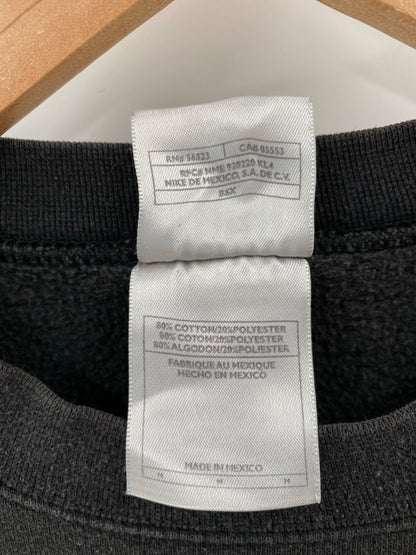 RN# 56323 CA# 05553
RFC# NME 920220 KL4
NIKE DE MEXICO, S.A. DE C.V.
BSX
80% COTTON/20%POLYESTER
80% COTON/20%POLYESTER
80% ALGODON/20%POLIESTER
FABRIQUE AU MEXIQUE
HECHO EN MEXICO
MADE IN MEXICO
M M M